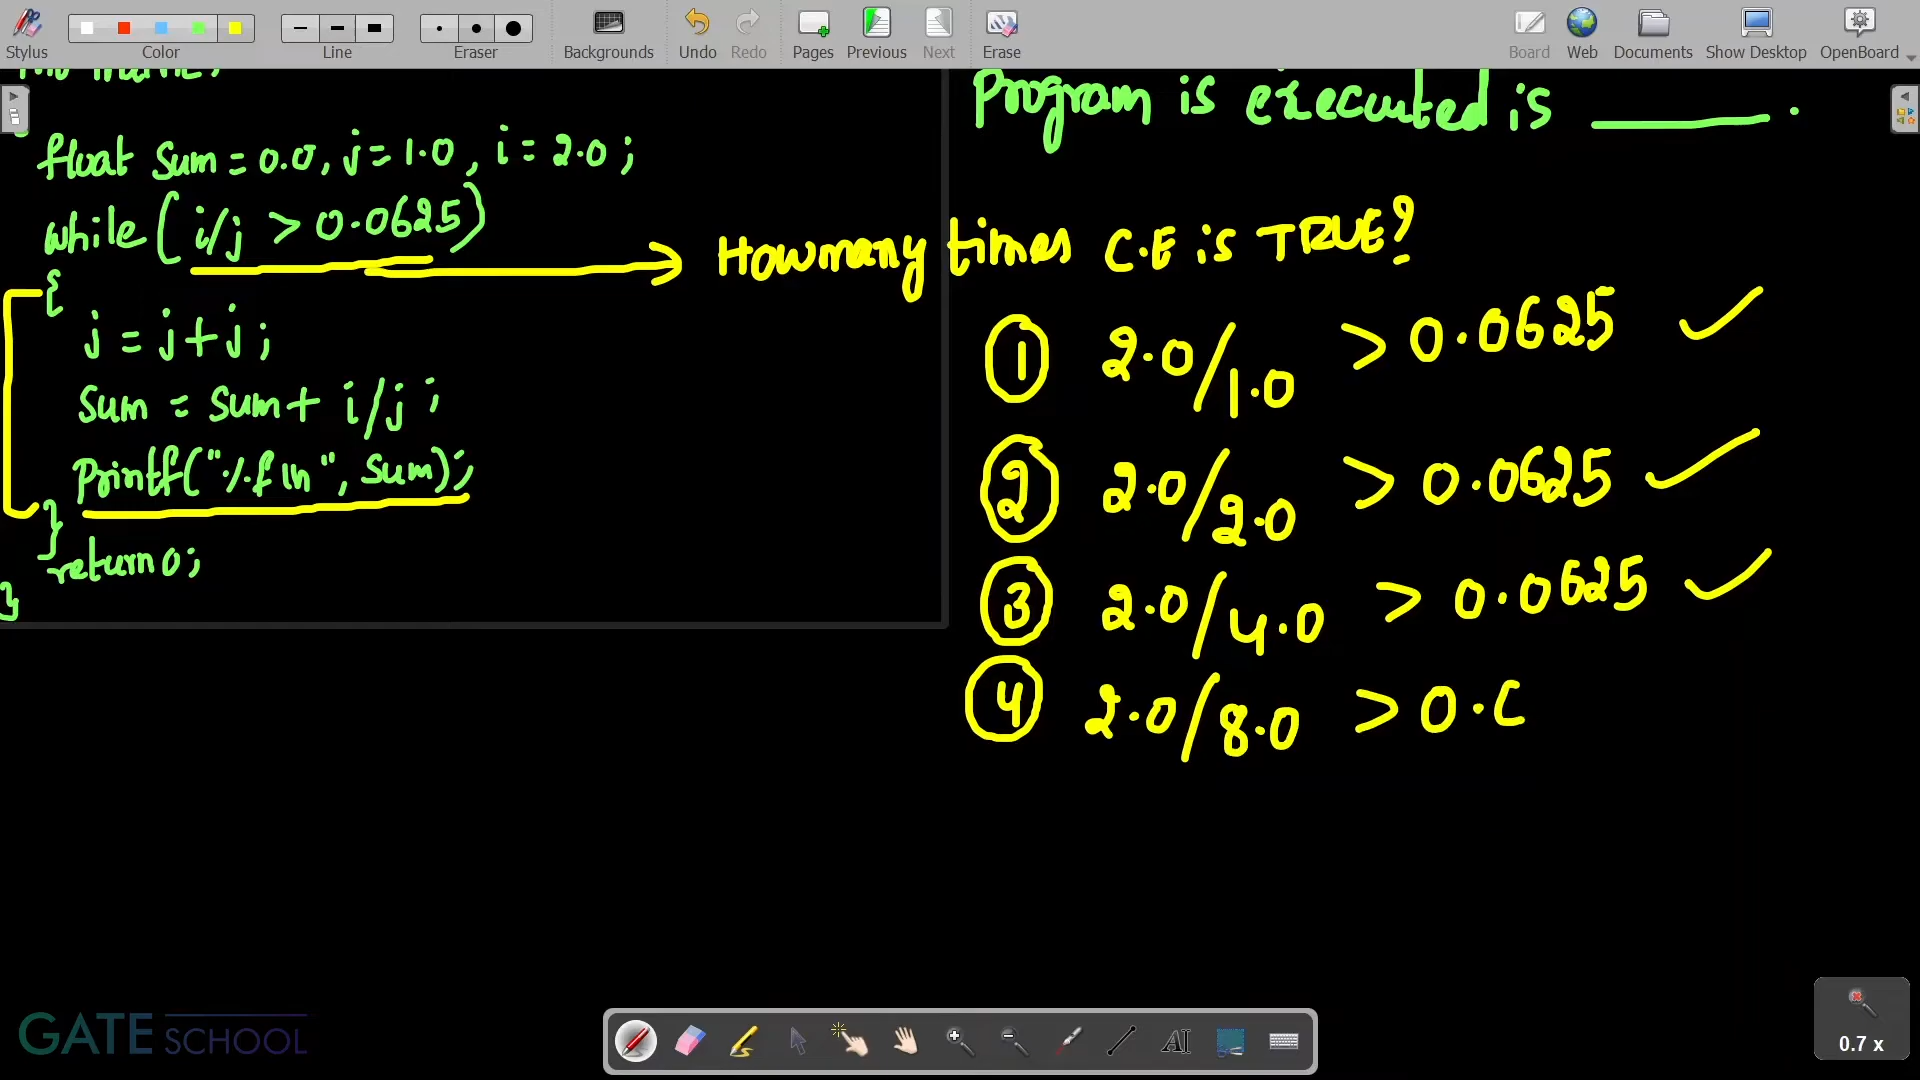 Stylus Color Line Eraser Backgrounds Undo Redo Pages Previous Next Erase Board Web Documents Show Desktop OpenBoard
Program is executed is ______ .
float sum = 0.0, j = 1.0, i = 2.0 ;
while ( i/j > 0.0625)
{
j = j+j ;
sum = sum + i/j ;
printf("%f\n", sum);
}
return 0;
}
How many times C.E is TRUE?
① 2.0/1.0 > 0.0625 ✓
② 2.0/2.0 > 0.0625 ✓
③ 2.0/4.0 > 0.0625 ✓
④ 2.0/8.0 > 0.
GATE SCHOOL
AI
0.7 x